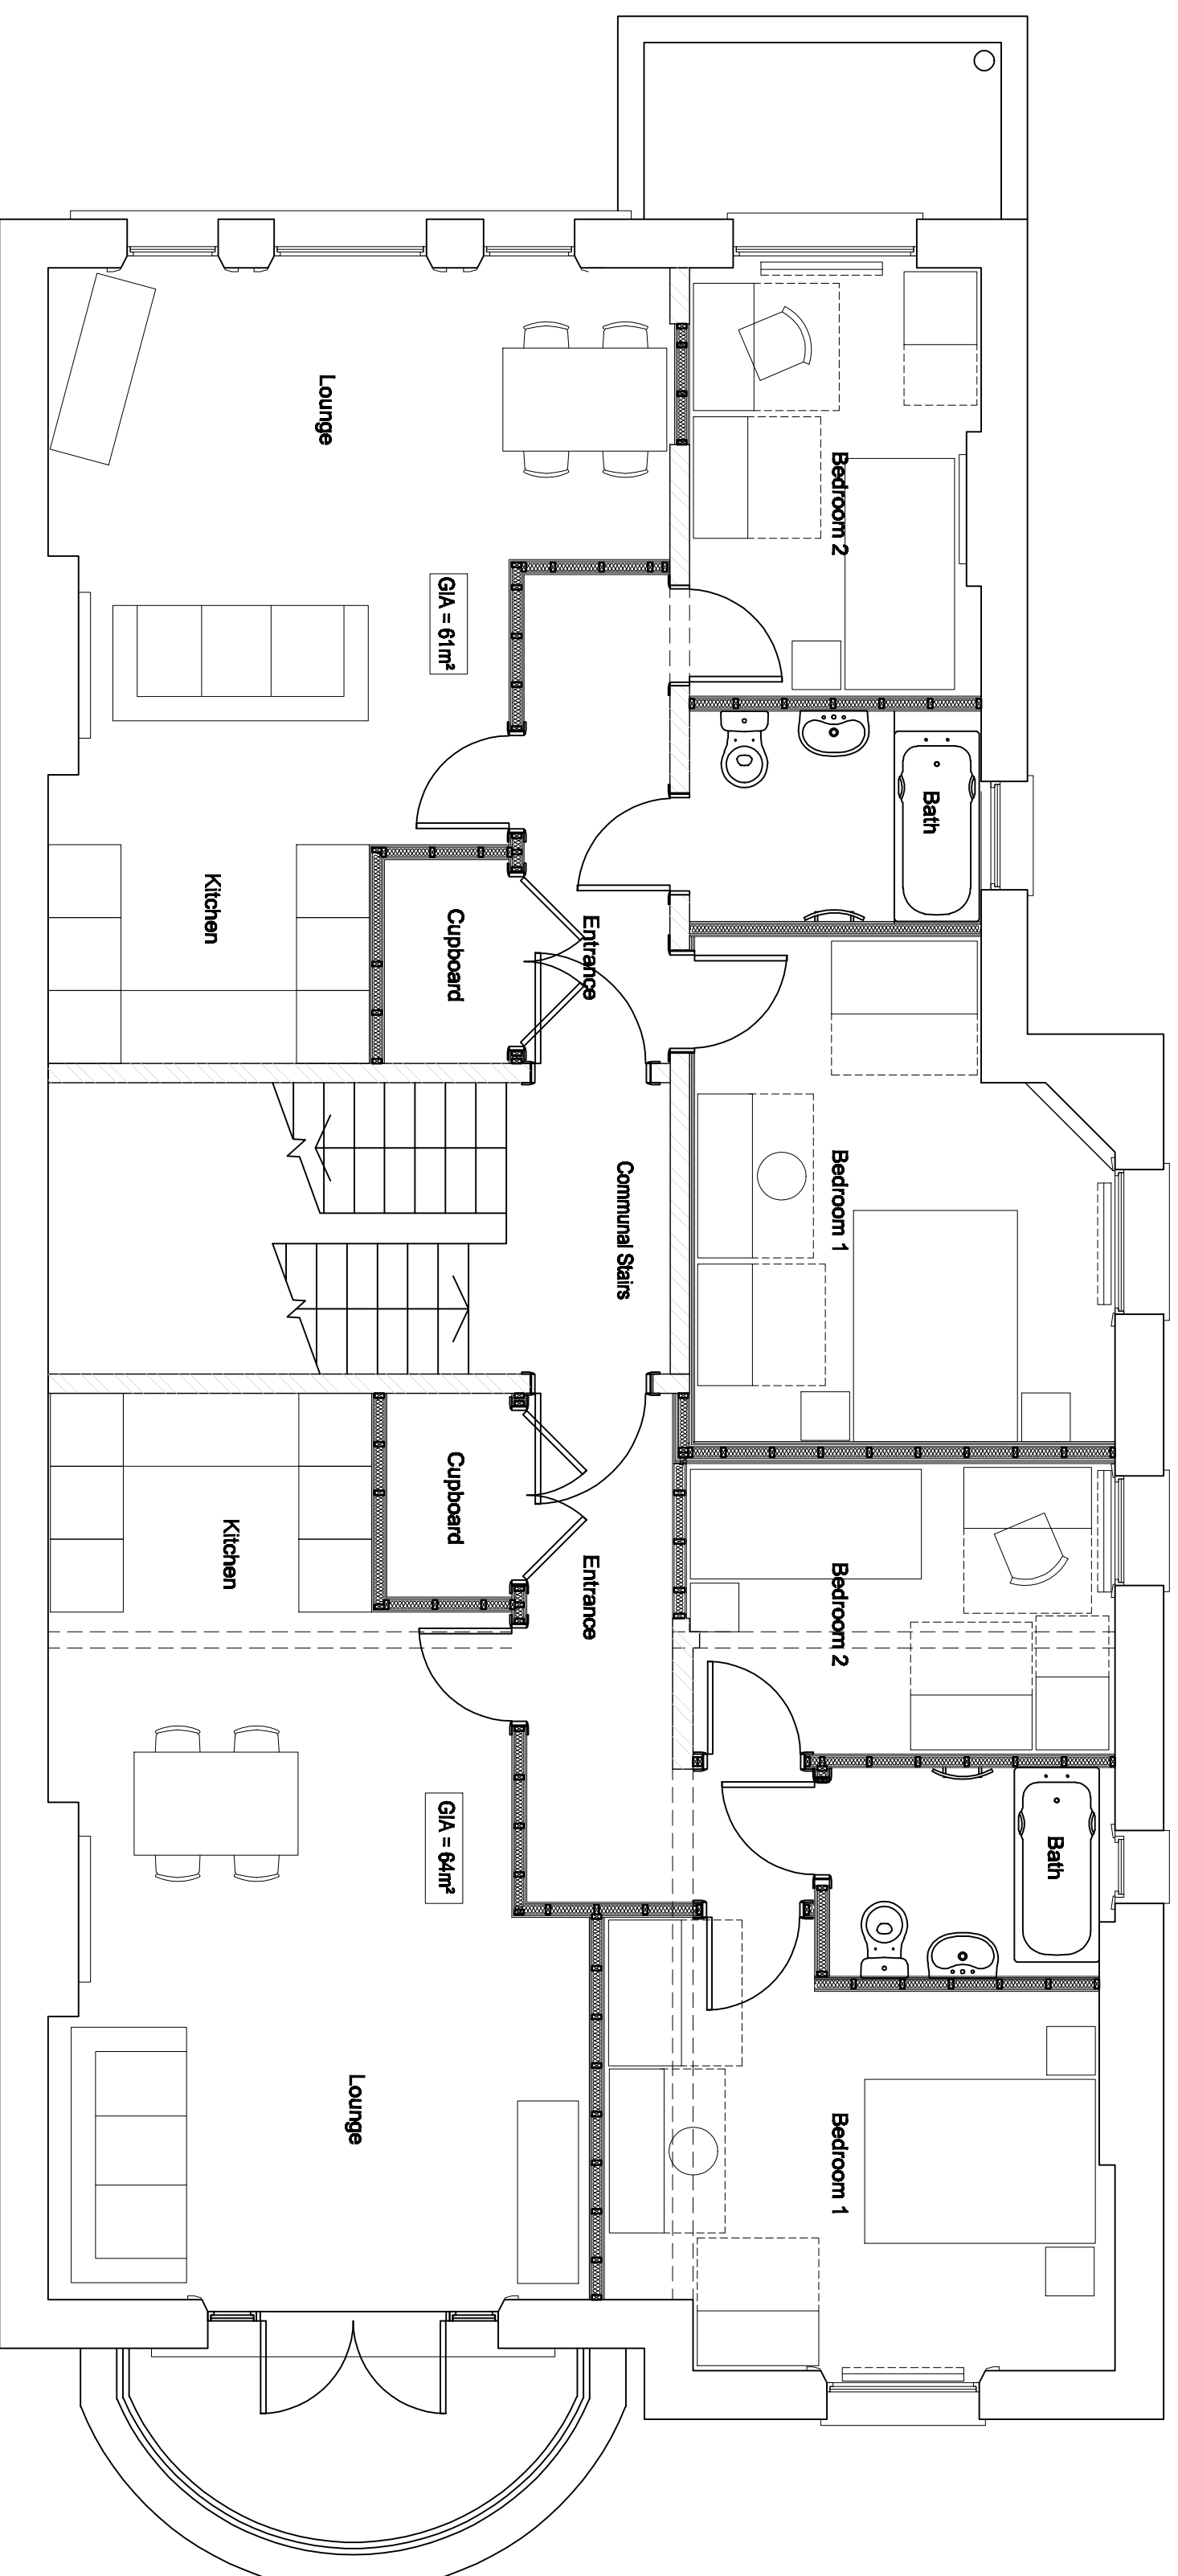 Bedroom 2
Bath
Bedroom 1
Bedroom 2
Bath
Bedroom 1
Lounge
GIA = 61m²
Kitchen
Cupboard
Entrance
Communal Stairs
Cupboard
Entrance
Kitchen
GIA = 64m²
Lounge